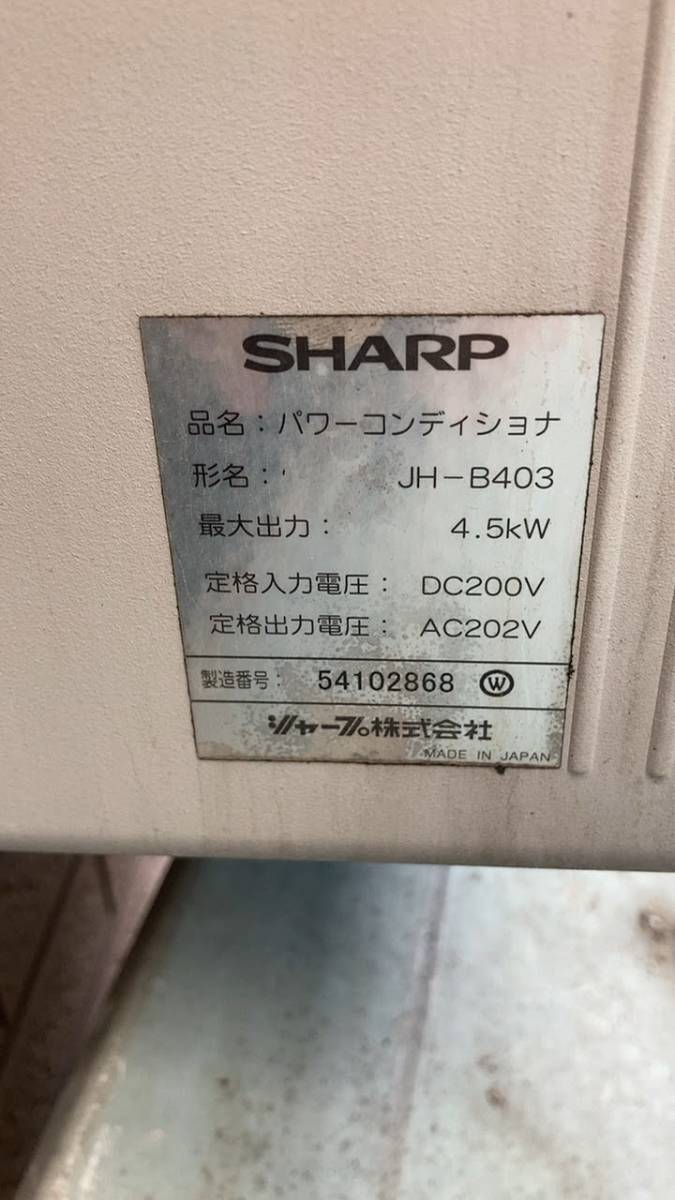 SHARP
品名：パワーコンディショナ
形名： JH-B403
最大出力： 4.5kW
定格入力電圧： DC200V
定格出力電圧： AC202V
製造番号： 54102868 Ⓦ
シャープ株式会社
MADE IN JAPAN